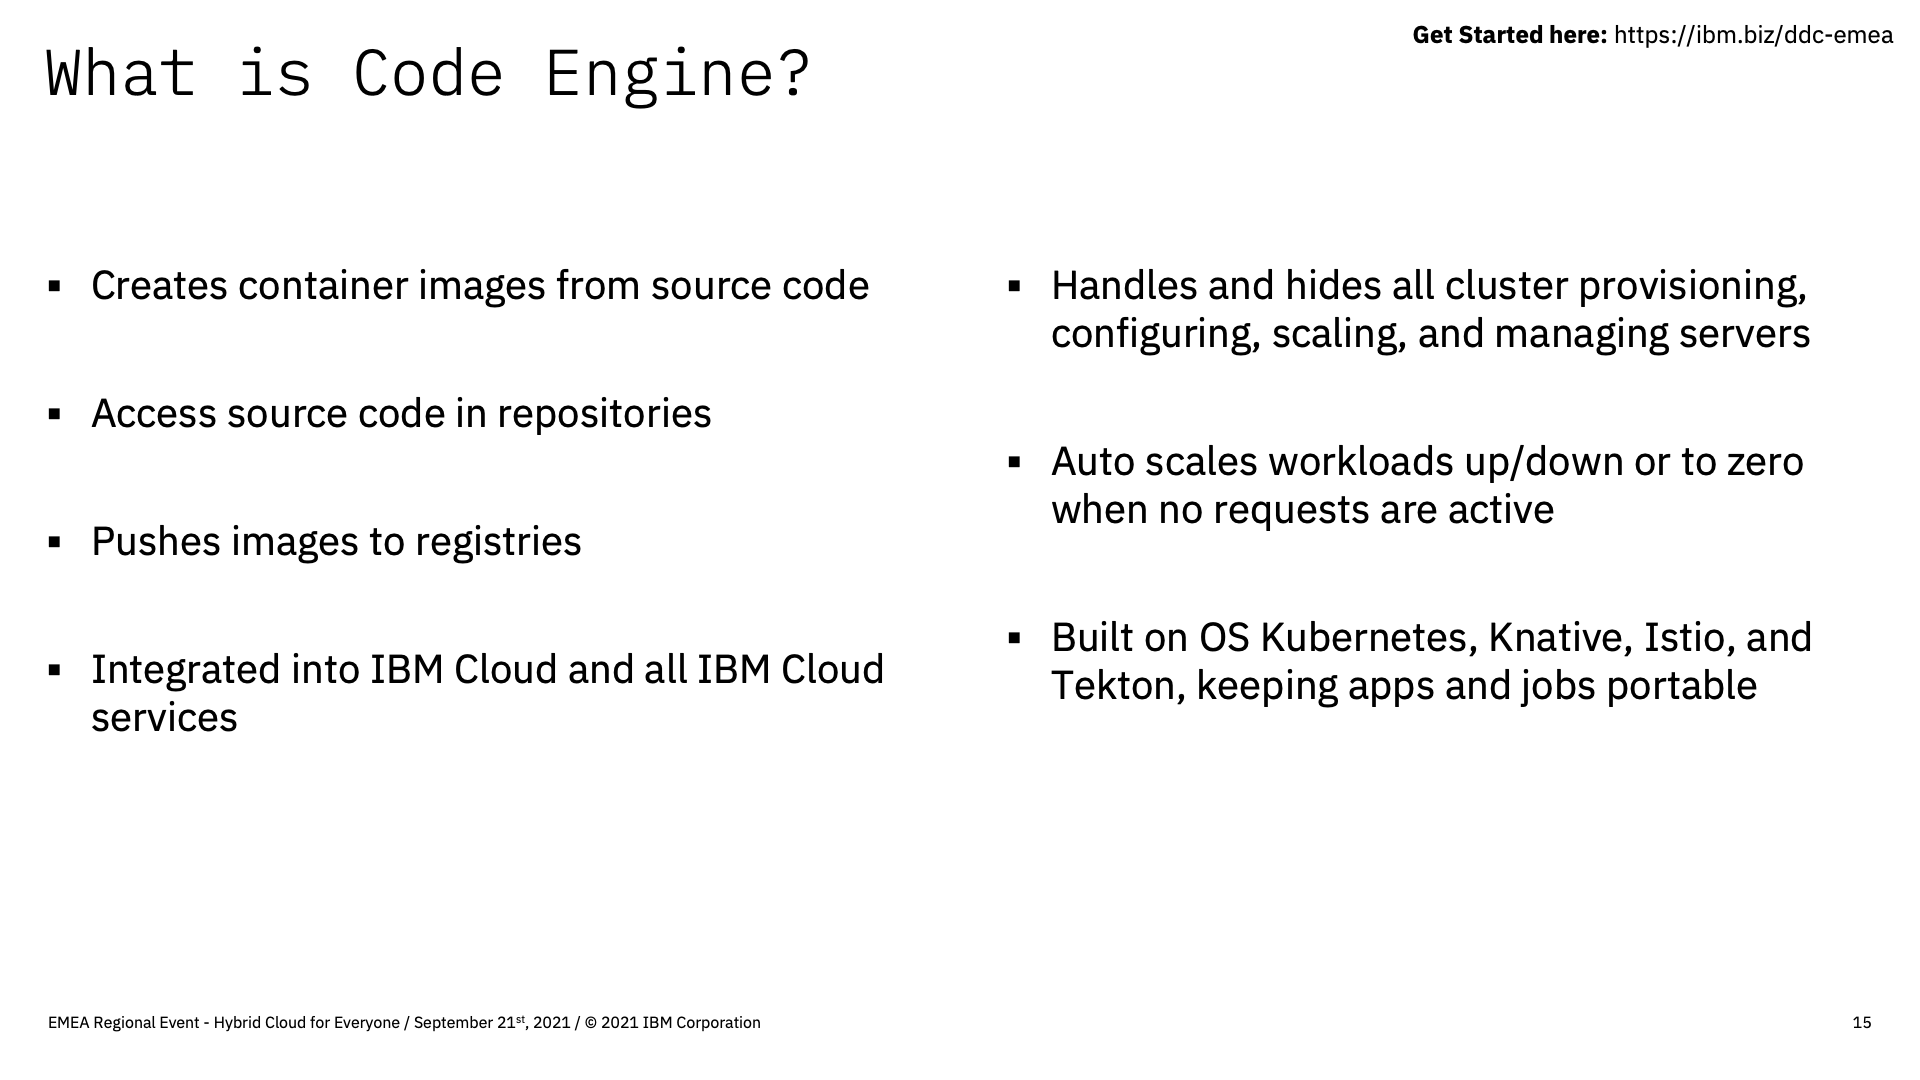 Get Started here: https://ibm.biz/ddc-emea
What is Code Engine?
▪ Creates container images from source code
▪ Access source code in repositories
▪ Pushes images to registries
▪ Integrated into IBM Cloud and all IBM Cloud
services
▪ Handles and hides all cluster provisioning,
configuring, scaling, and managing servers
▪ Auto scales workloads up/down or to zero
when no requests are active
▪ Built on OS Kubernetes, Knative, Istio, and
Tekton, keeping apps and jobs portable
EMEA Regional Event - Hybrid Cloud for Everyone / September 21st, 2021 / © 2021 IBM Corporation
15